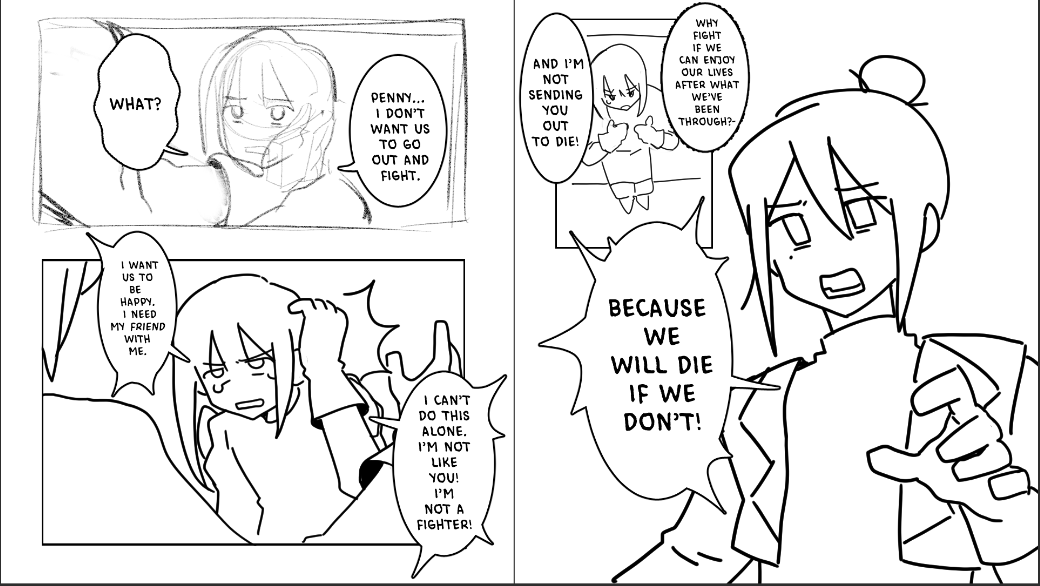 WHAT?
PENNY...
I DON'T
WANT US
TO GO
OUT AND
FIGHT.
I WANT
US TO
BE
HAPPY.
I NEED
MY FRIEND
WITH
ME.
I CAN'T
DO THIS
ALONE.
I'M NOT
LIKE
YOU!
I'M
NOT A
FIGHTER!
AND I'M
NOT
SENDING
YOU
OUT
TO DIE!
WHY
FIGHT
IF WE
CAN ENJOY
OUR LIVES
AFTER WHAT
WE'VE
BEEN
THROUGH?-
BECAUSE
WE
WILL DIE
IF WE
DON'T!